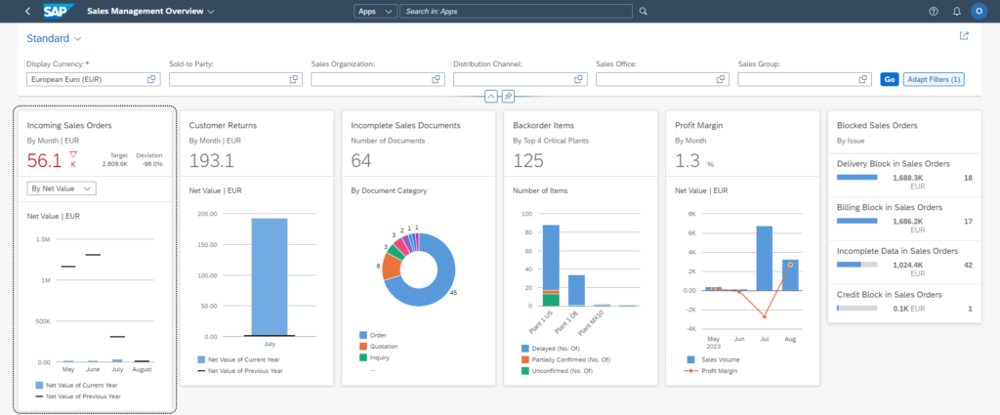 SAP Sales Management Overview Apps Search in: Apps O
Standard
Display Currency:* Sold-to Party: Sales Organization: Distribution Channel: Sales Office: Sales Group:
European Euro (EUR) Go Adapt Filters (1)
Incoming Sales Orders
By Month | EUR
56.1 K
Target
2,809.6K
Deviation
-98.0%
By Net Value
Net Value | EUR
1.5M
1M
500K
0.00
May June July August
Net Value of Current Year
Net Value of Previous Year
Customer Returns
By Month | EUR
193.1
Net Value | EUR
200.00
150.00
100.00
50.00
0.00
July
Net Value of Current Year
Net Value of Previous Year
Incomplete Sales Documents
Number of Documents
64
By Document Category
1 1
2
3
3
8
45
Order
Quotation
Inquiry
...
Backorder Items
By Top 4 Critical Plants
125
Number of Items
100
80
60
40
20
0
Plant 1 US Plant 1 DE Plant MX10
Delayed (No. Of)
Partially Confirmed (No. Of)
Unconfirmed (No. Of)
Profit Margin
By Month
1.3 %
Net Value | EUR
8K
6K
4K
2K
0.00
-2K
-4K
May Jun Jul Aug
2023
Sales Volume
Profit Margin
Blocked Sales Orders
By Issue
Delivery Block in Sales Orders
1,688.3K 18
EUR
Billing Block in Sales Orders
1,686.2K 17
EUR
Incomplete Data in Sales Orders
1,024.4K 42
EUR
Credit Block in Sales Orders
0.1K EUR 1